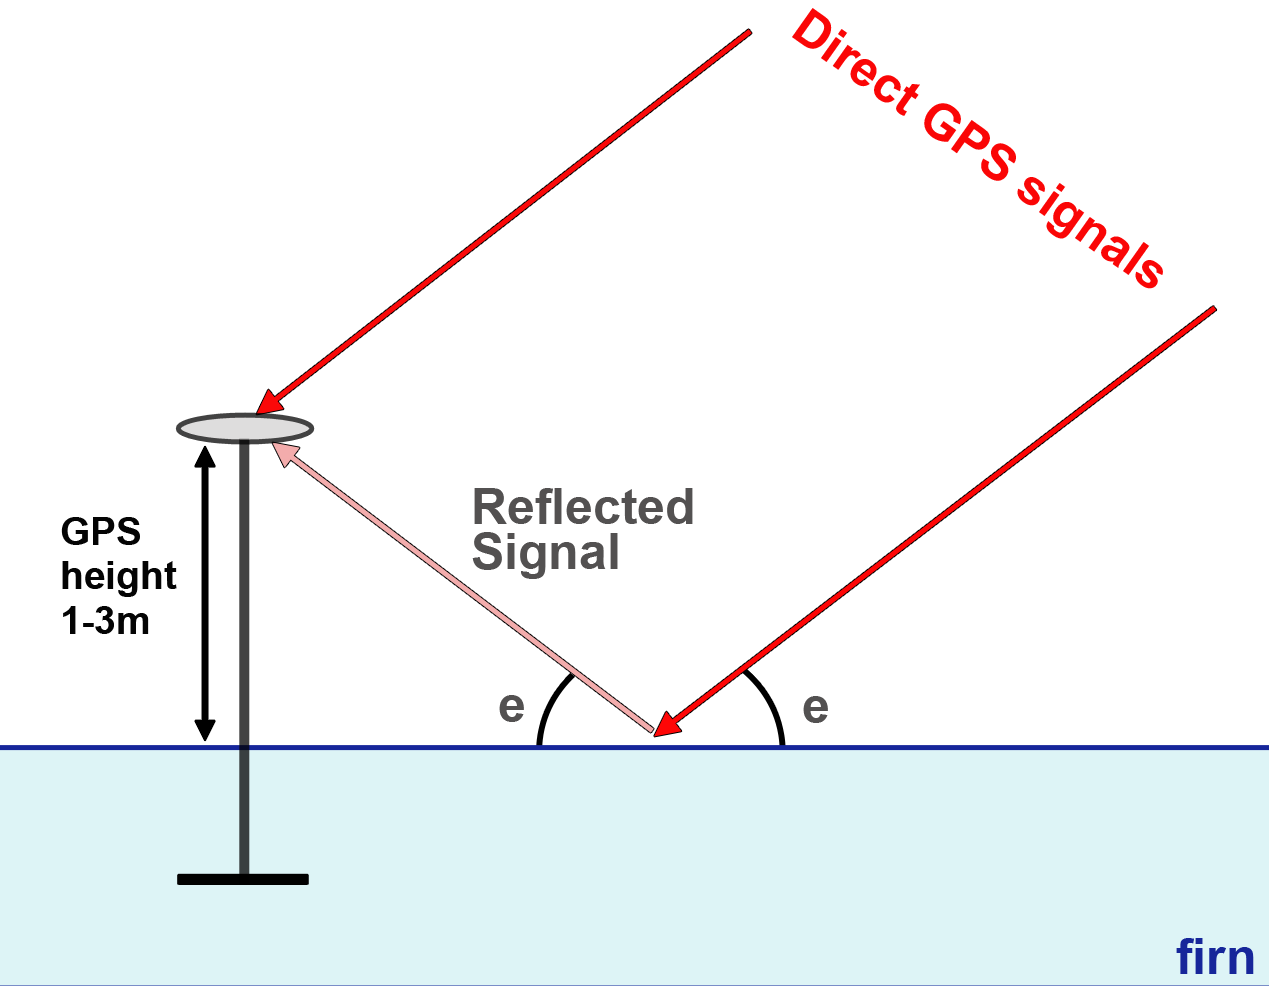 Direct GPS signals
Reflected
Signal
GPS
height
1-3m
e
e
firn